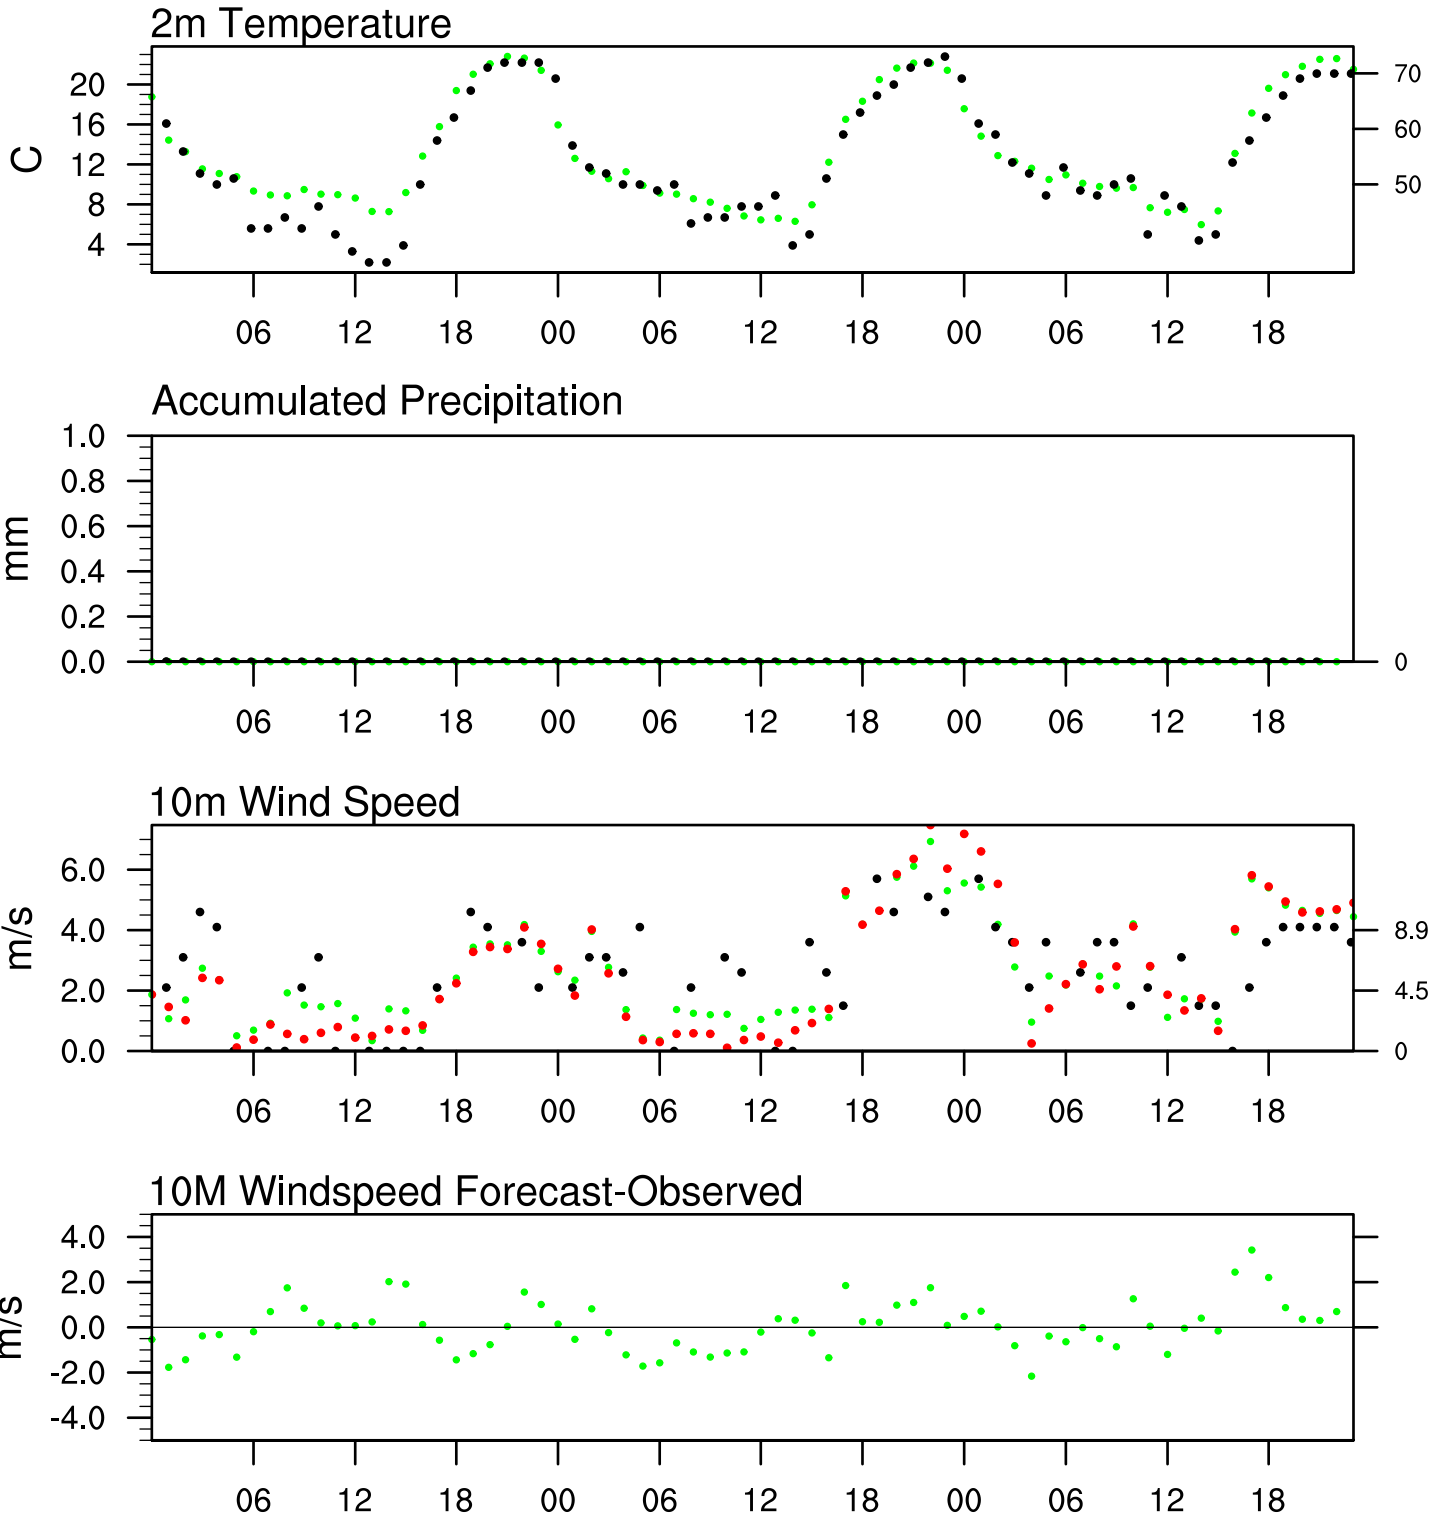 2m Temperature
C
20
16
12
8
4
70
60
50
06 12 18 00 06 12 18 00 06 12 18
Accumulated Precipitation
mm
1.0
0.8
0.6
0.4
0.2
0.0
0
06 12 18 00 06 12 18 00 06 12 18
10m Wind Speed
m/s
6.0
4.0
2.0
0.0
8.9
4.5
0
06 12 18 00 06 12 18 00 06 12 18
10M Windspeed Forecast-Observed
m/s
4.0
2.0
0.0
-2.0
-4.0
06 12 18 00 06 12 18 00 06 12 18